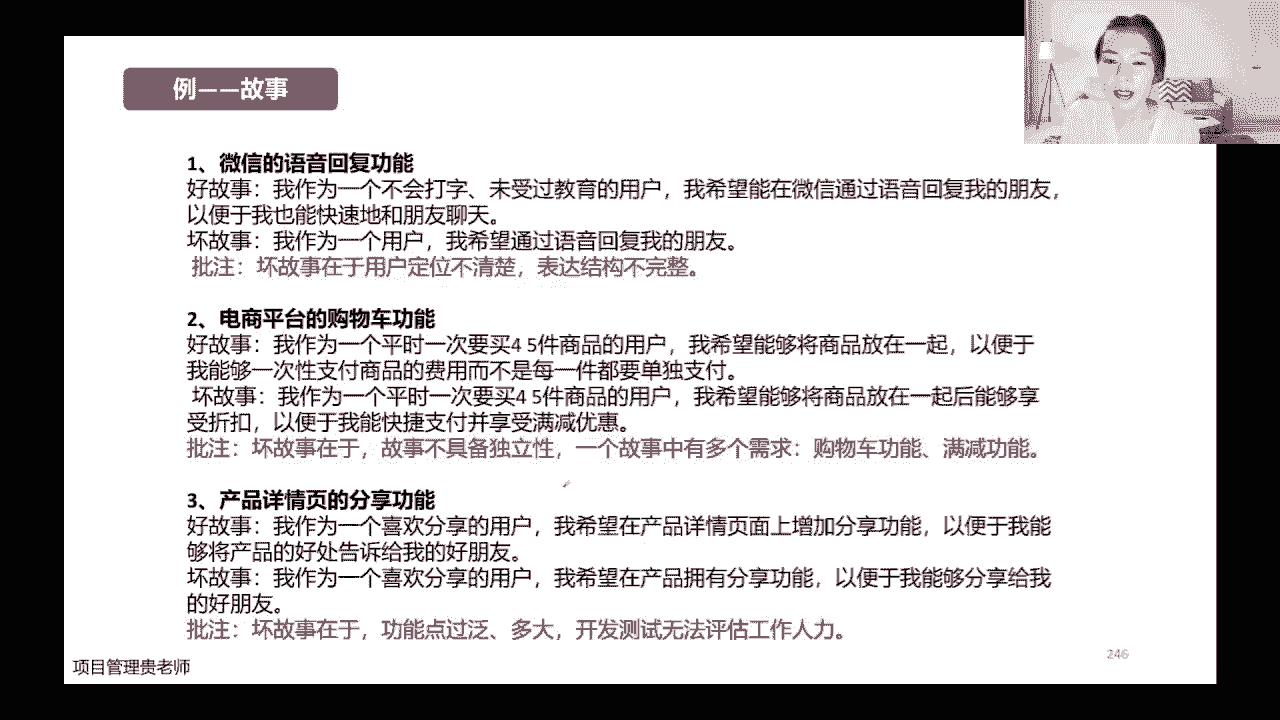 例——故事
1、微信的语音回复功能
好故事：我作为一个不会打字、未受过教育的用户，我希望能在微信通过语音回复我的朋友，
以便于我也能快速地和朋友聊天。
坏故事：我作为一个用户，我希望通过语音回复我的朋友。
批注：坏故事在于用户定位不清楚，表达结构不完整。
2、电商平台的购物车功能
好故事：我作为一个平时一次要买4 5件商品的用户，我希望能够将商品放在一起，以便于
我能够一次性支付商品的费用而不是每一件都要单独支付。
坏故事：我作为一个平时一次要买4 5件商品的用户，我希望能够将商品放在一起后能够享
受折扣，以便于我能快捷支付并享受满减优惠。
批注：坏故事在于，故事不具备独立性，一个故事中有多个需求：购物车功能、满减功能。
3、产品详情页的分享功能
好故事：我作为一个喜欢分享的用户，我希望在产品详情页面上增加分享功能，以便于我能
够将产品的好处告诉给我的好朋友。
坏故事：我作为一个喜欢分享的用户，我希望在产品拥有分享功能，以便于我能够分享给我
的好朋友。
批注：坏故事在于，功能点过泛、多大，开发测试无法评估工作人力。
246
项目管理贵老师